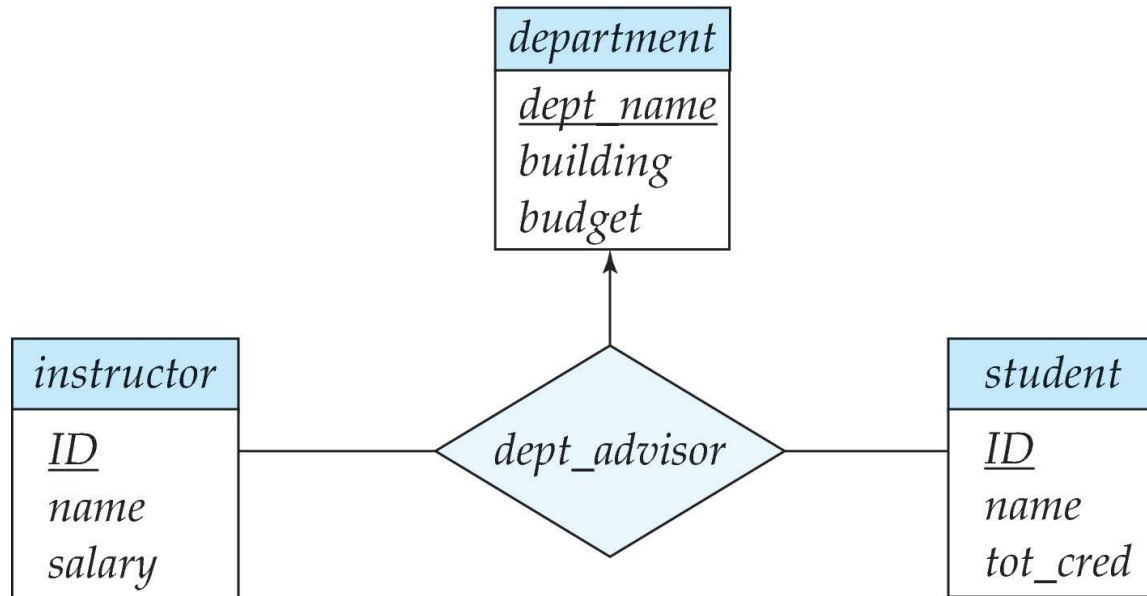 department
dept_name
building
budget
instructor
ID
name
salary
dept_advisor
student
ID
name
tot_cred